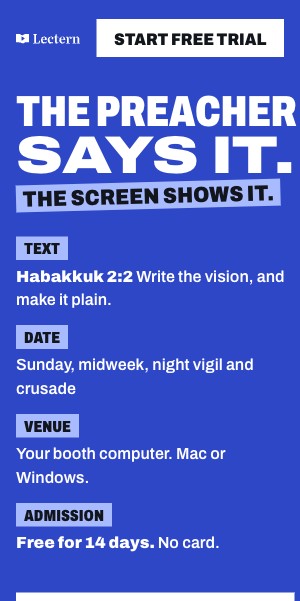 Lectern
START FREE TRIAL
THE PREACHER
SAYS IT.
THE SCREEN SHOWS IT.
TEXT
Habakkuk 2:2 Write the vision, and
make it plain.
DATE
Sunday, midweek, night vigil and
crusade
VENUE
Your booth computer. Mac or
Windows.
ADMISSION
Free for 14 days. No card.